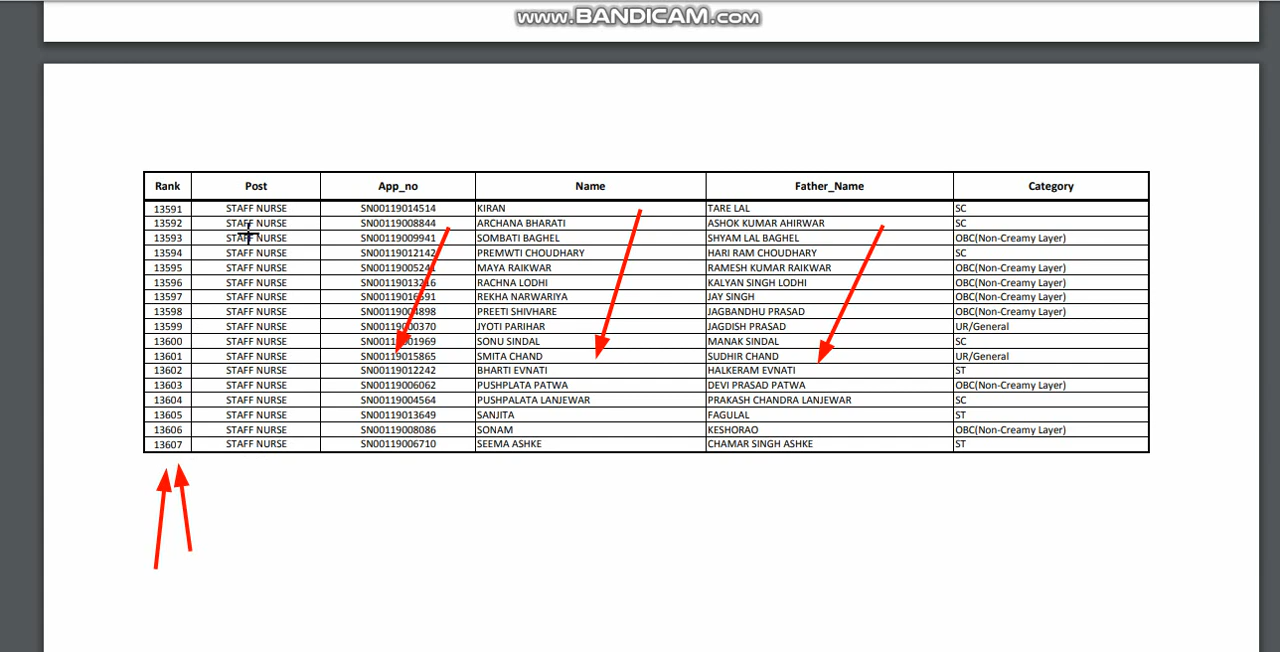 www.BANDICAM.com
Rank Post App_no Name Father_Name Category
13591 STAFF NURSE SN00119014514 KIRAN TARE LAL SC
13592 STAFF NURSE SN00119008844 ARCHANA BHARATI ASHOK KUMAR AHIRWAR SC
13593 STAFF NURSE SN00119009941 SOMBATI BAGHEL SHYAM LAL BAGHEL OBC(Non-Creamy Layer)
13594 STAFF NURSE SN00119012142 PREMWTI CHOUDHARY HARI RAM CHOUDHARY SC
13595 STAFF NURSE SN00119005241 MAYA RAIKWAR RAMESH KUMAR RAIKWAR OBC(Non-Creamy Layer)
13596 STAFF NURSE RACHNA LODHI KALYAN SINGH LODHI OBC(Non-Creamy Layer)
13597 STAFF NURSE REKHA NARWARIYA JAY SINGH OBC(Non-Creamy Layer)
13598 STAFF NURSE PREETI SHIVHARE JAGBANDHU PRASAD OBC(Non-Creamy Layer)
13599 STAFF NURSE SN00119000370 JYOTI PARIHAR JAGDISH PRASAD UR/General
13600 STAFF NURSE SONU SINDAL MANAK SINDAL SC
13601 STAFF NURSE SN00119015865 SMITA CHAND SUDHIR CHAND UR/General
13602 STAFF NURSE SN00119012242 BHARTI EVNATI HALKERAM EVNATI ST
13603 STAFF NURSE SN00119006062 PUSHPLATA PATWA DEVI PRASAD PATWA OBC(Non-Creamy Layer)
13604 STAFF NURSE SN00119004564 PUSHPALATA LANJEWAR PRAKASH CHANDRA LANJEWAR SC
13605 STAFF NURSE SN00119013649 SANJITA FAGULAL ST
13606 STAFF NURSE SN00119008086 SONAM KESHORAO OBC(Non-Creamy Layer)
13607 STAFF NURSE SN00119006710 SEEMA ASHKE CHAMAR SINGH ASHKE ST